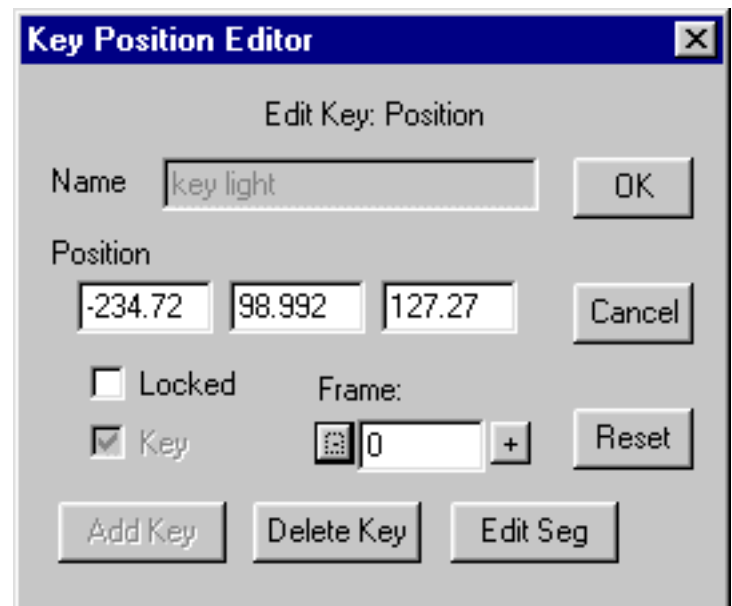 Key Position Editor
Edit Key: Position
Name key light OK
Position
-234.72 98.992 127.27 Cancel
Locked Frame:
Key - 0 + Reset
Add Key Delete Key Edit Seg